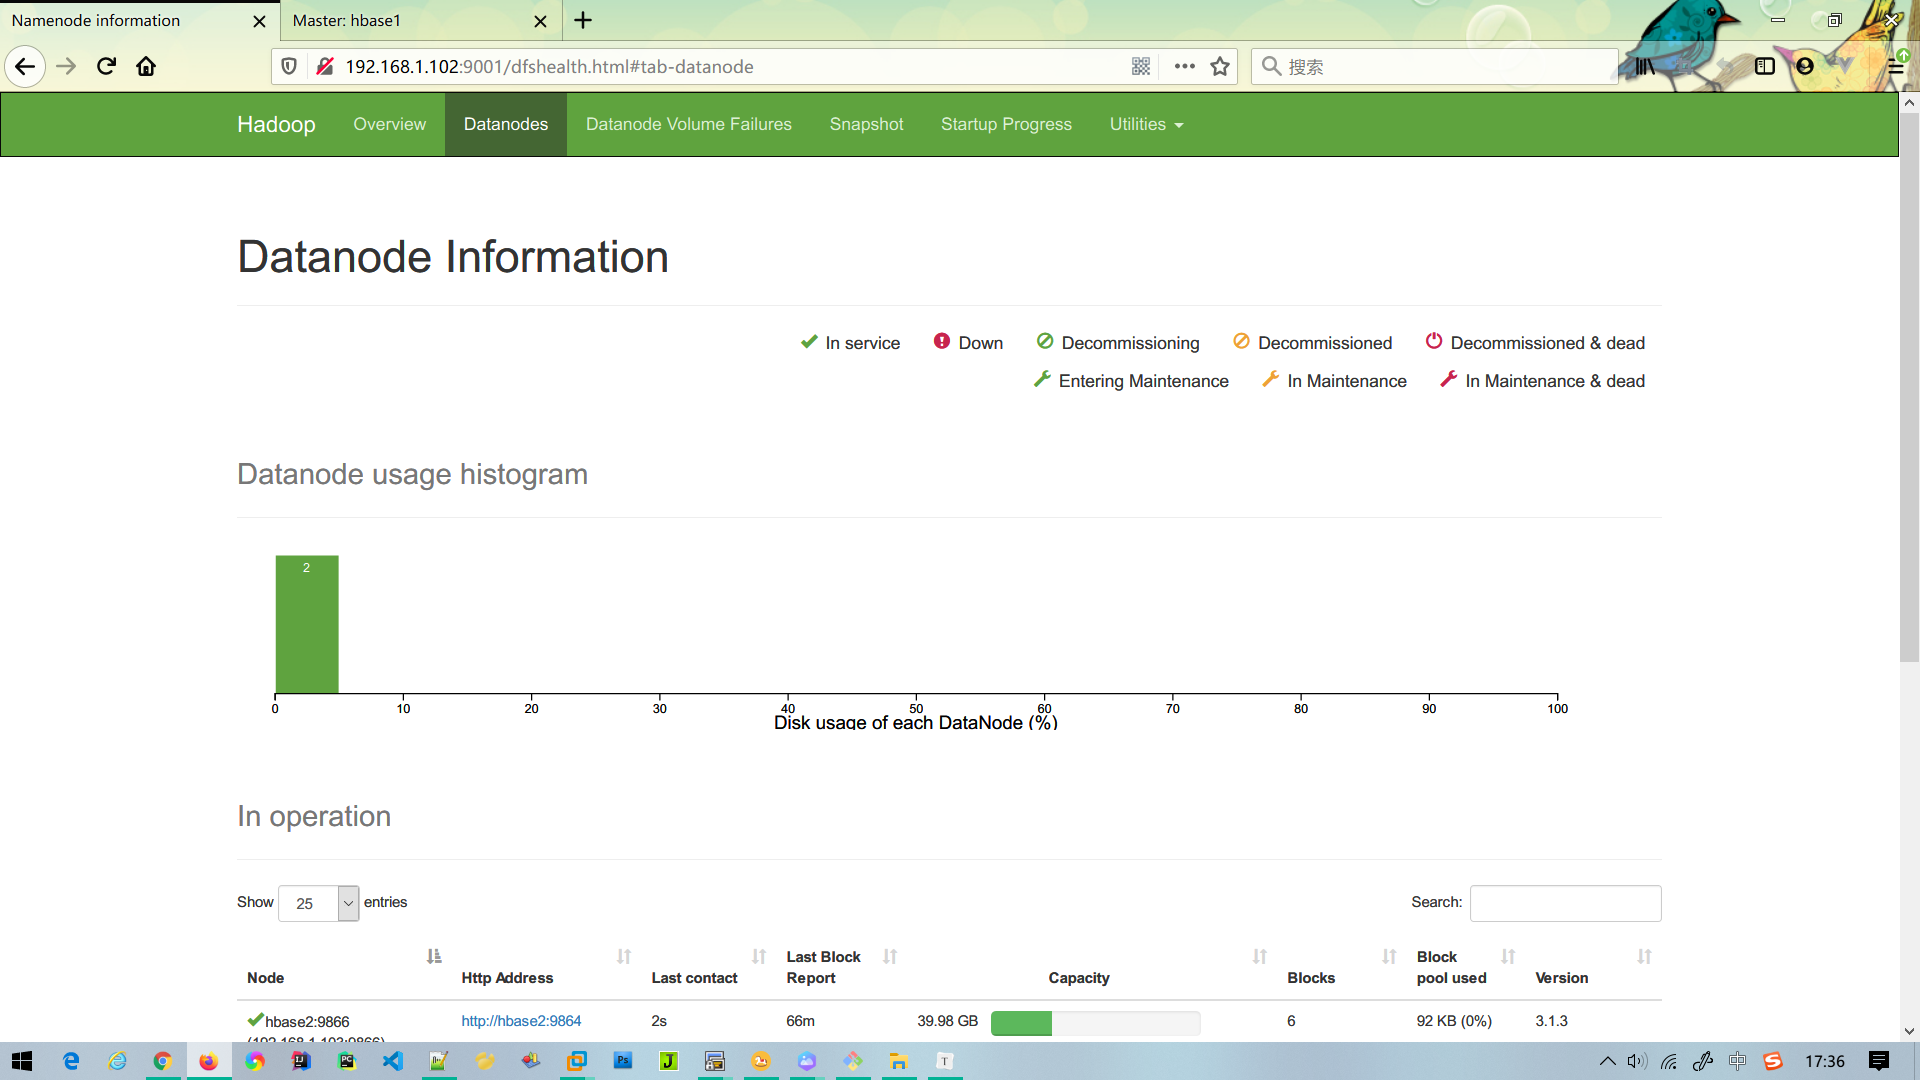 Namenode information
Master: hbase1
192.168.1.102:9001/dfshealth.html#tab-datanode
搜索
Hadoop Overview Datanodes Datanode Volume Failures Snapshot Startup Progress Utilities
Datanode Information
In service Down Decommissioning Decommissioned Decommissioned & dead
Entering Maintenance In Maintenance In Maintenance & dead
Datanode usage histogram
2
0 10 20 30 40 50 60 70 80 90 100
Disk usage of each DataNode (%)
In operation
Show 25 entries Search:
Node Http Address Last contact Last Block Report Capacity Blocks Block pool used Version
hbase2:9866 http://hbase2:9864 2s 66m 39.98 GB 6 92 KB (0%) 3.1.3
(192.168.1.103:9866)
中 17:36